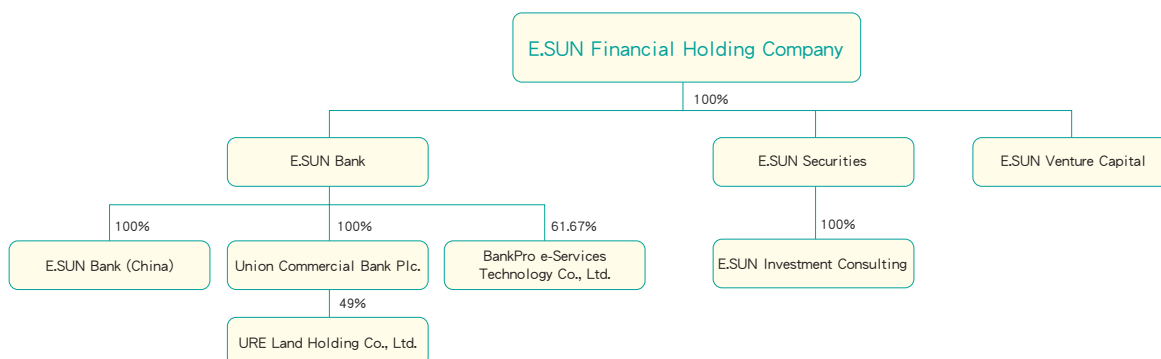 E.SUN Financial Holding Company
100%
E.SUN Bank
E.SUN Securities
E.SUN Venture Capital
100%
100%
61.67%
100%
E.SUN Bank (China)
Union Commercial Bank Plc.
BankPro e-Services
Technology Co., Ltd.
E.SUN Investment Consulting
49%
URE Land Holding Co., Ltd.